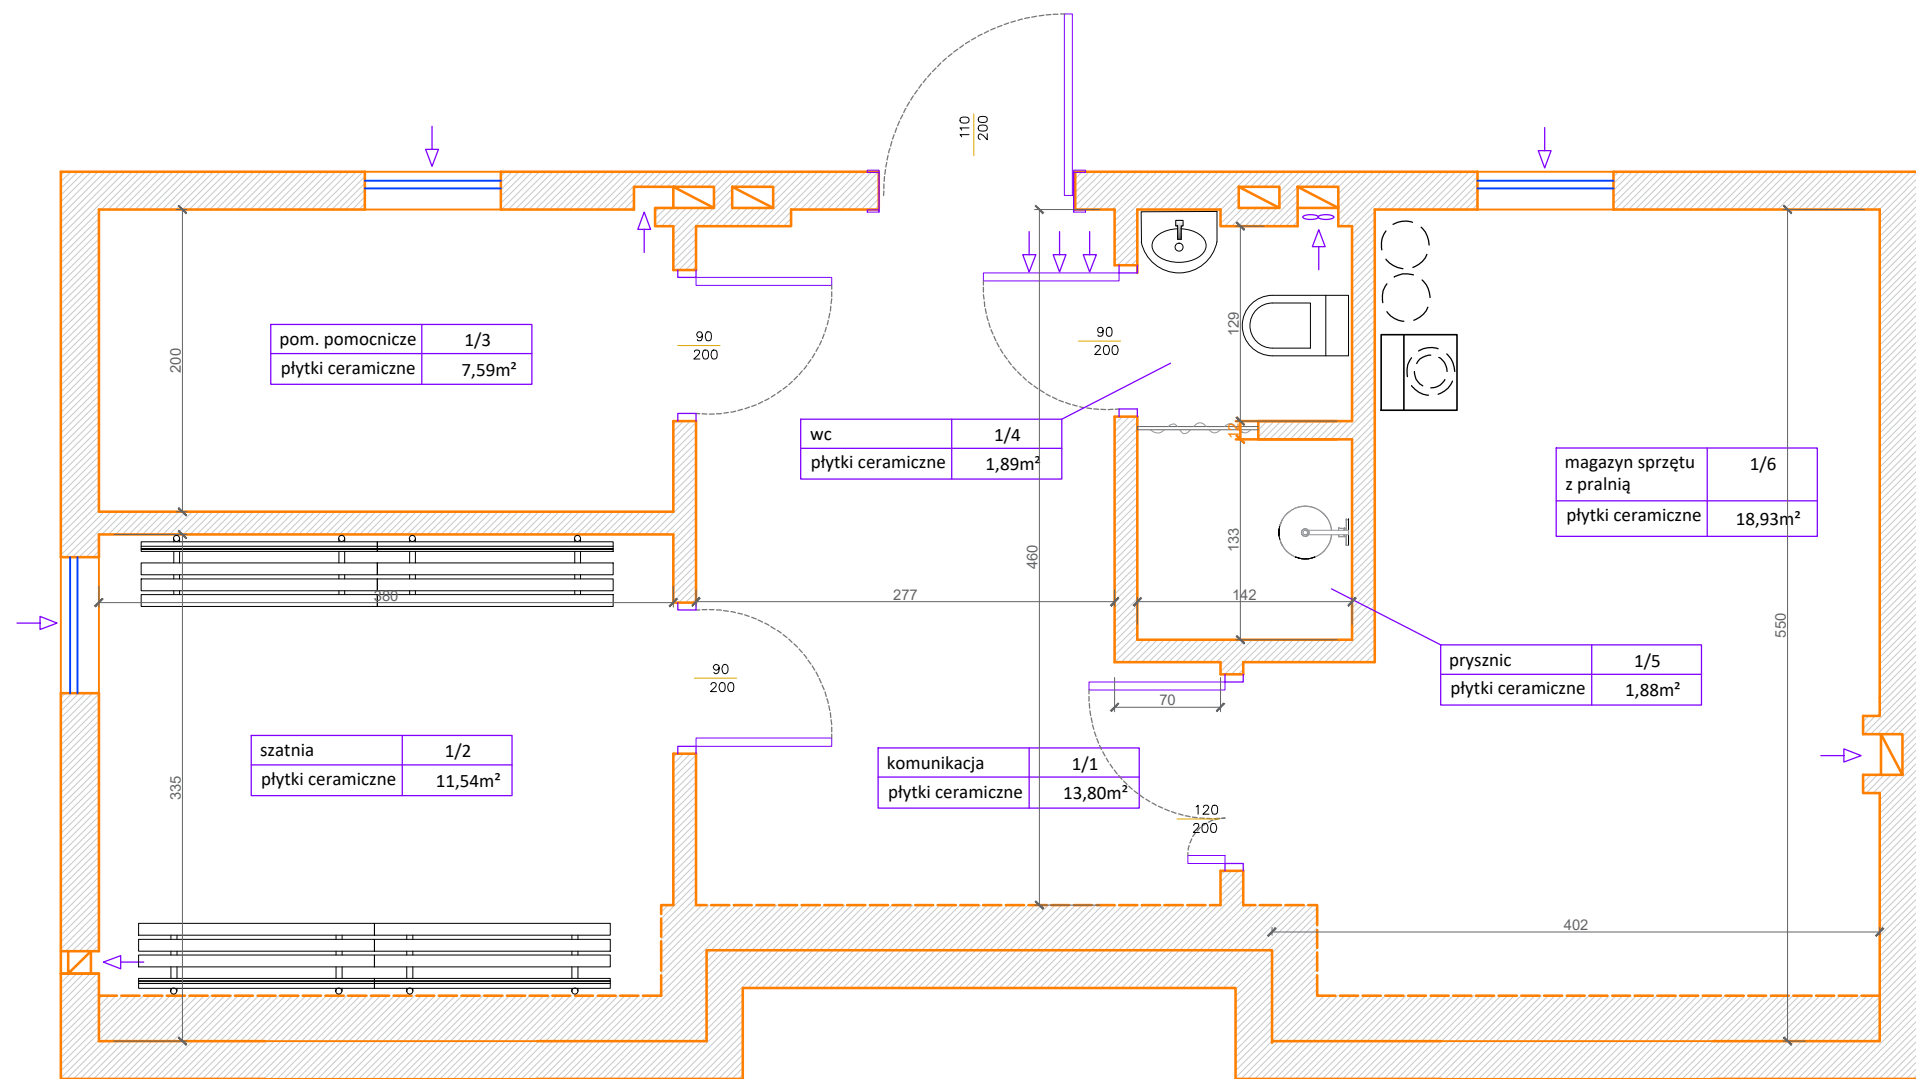 110
200
pom. pomocnicze 1/3
płytki ceramiczne 7,59m²
200
90
200
90
200
129
wc 1/4
płytki ceramiczne 1,89m²
12
magazyn sprzętu 1/6
z pralnią
płytki ceramiczne 18,93m²
460
133
380
277
142
550
90
200
70
prysznic 1/5
płytki ceramiczne 1,88m²
szatnia 1/2
płytki ceramiczne 11,54m²
335
komunikacja 1/1
płytki ceramiczne 13,80m²
120
200
402